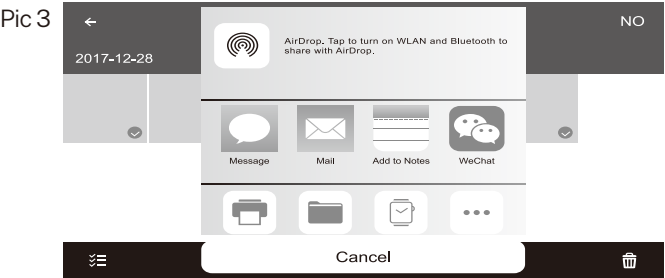 Pic 3
NO
2017-12-28
AirDrop. Tap to turn on WLAN and Bluetooth to
share with AirDrop.
Message Mail Add to Notes WeChat
Cancel